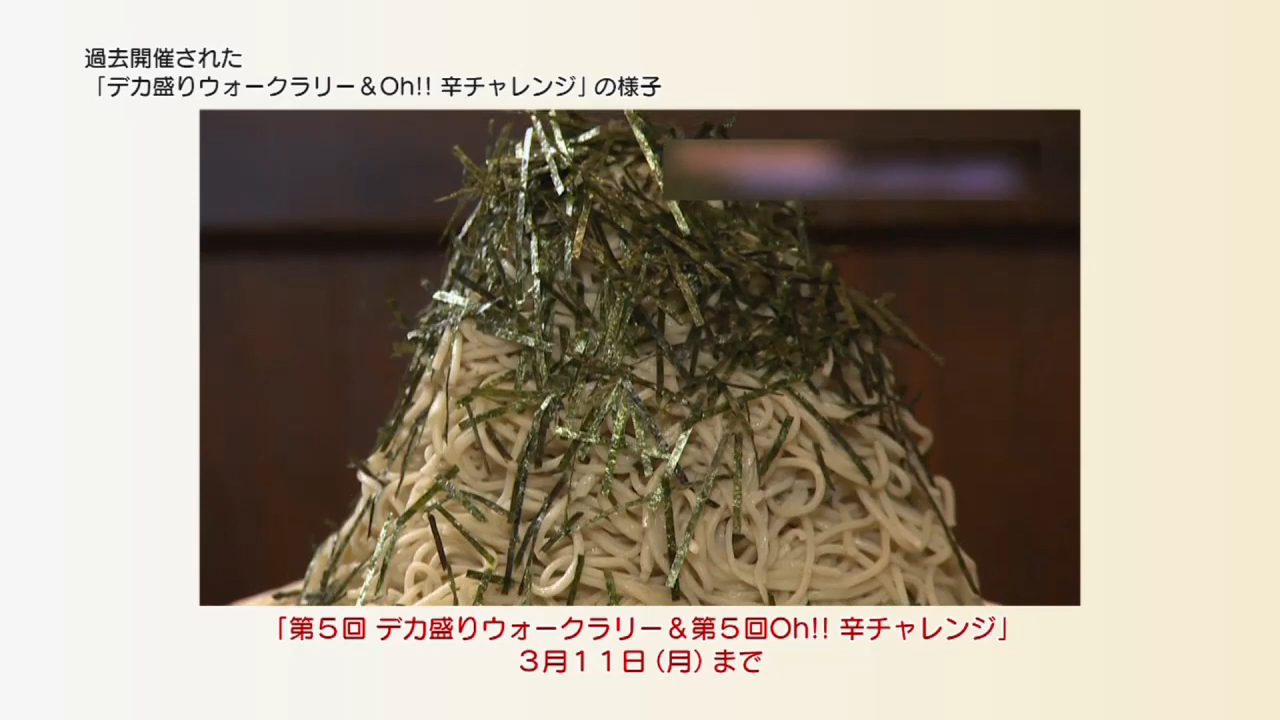 過去開催された
「デカ盛りウォークラリー＆Oh!! 辛チャレンジ」の様子
「第５回 デカ盛りウォークラリー＆第５回Oh!! 辛チャレンジ」
３月１１日（月）まで